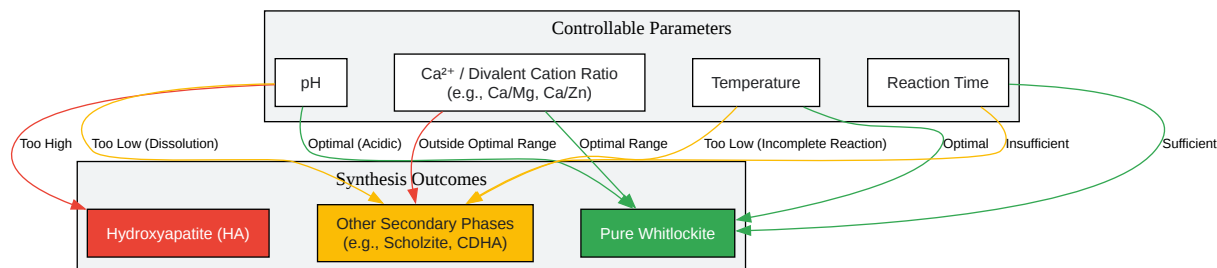 Controllable Parameters
pH
Ca²⁺ / Divalent Cation Ratio
(e.g., Ca/Mg, Ca/Zn)
Temperature
Reaction Time
Too High
Too Low (Dissolution)
Optimal (Acidic)
Outside Optimal Range
Optimal Range
Too Low (Incomplete Reaction)
Optimal
Insufficient
Sufficient
Synthesis Outcomes
Hydroxyapatite (HA)
Other Secondary Phases
(e.g., Scholzite, CDHA)
Pure Whitlockite